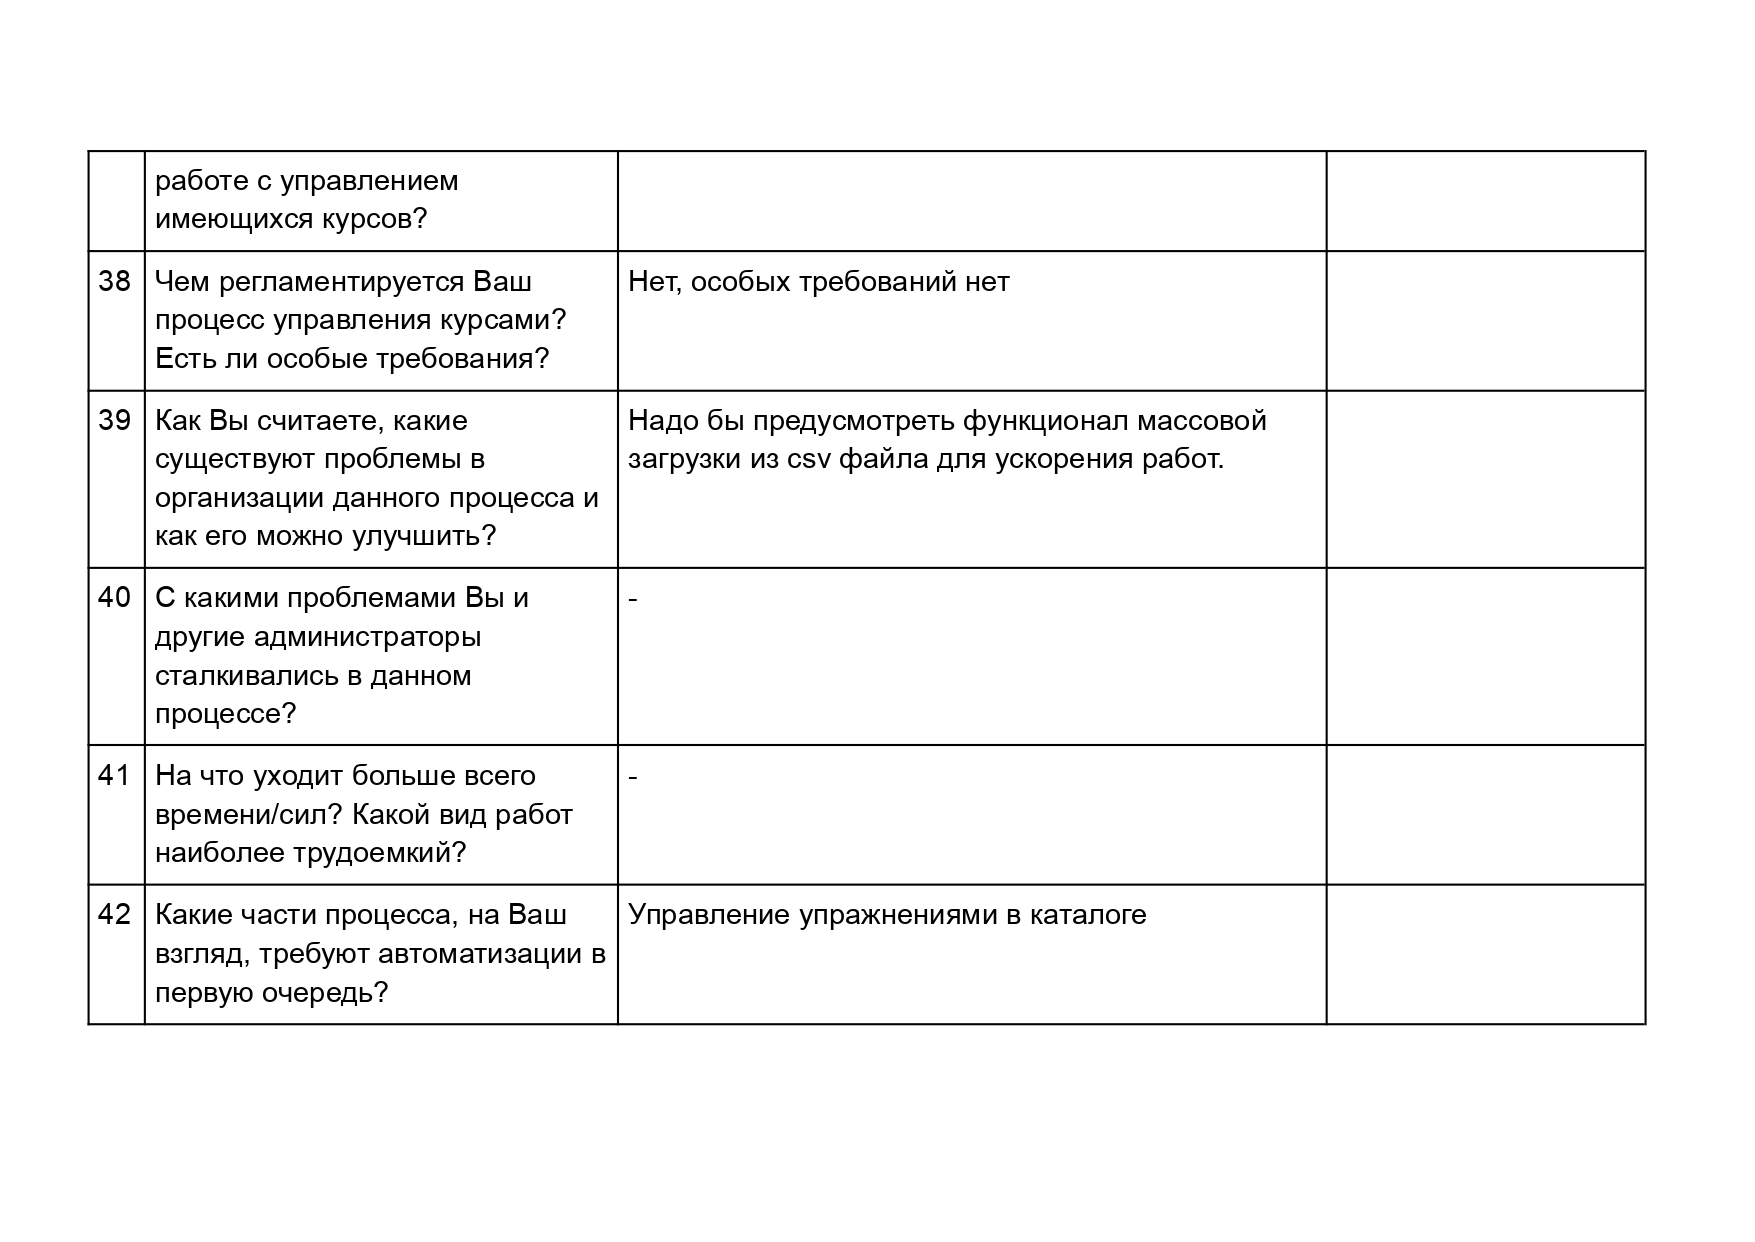 работе с управлением
имеющихся курсов?
38
Чем регламентируется Ваш
процесс управления курсами?
Есть ли особые требования?
Нет, особых требований нет
39
Как Вы считаете, какие
существуют проблемы в
организации данного процесса и
как его можно улучшить?
Надо бы предусмотреть функционал массовой
загрузки из csv файла для ускорения работ.
40
С какими проблемами Вы и
другие администраторы
сталкивались в данном
процессе?
-
41
На что уходит больше всего
времени/сил? Какой вид работ
наиболее трудоемкий?
-
42
Какие части процесса, на Ваш
взгляд, требуют автоматизации в
первую очередь?
Управление упражнениями в каталоге